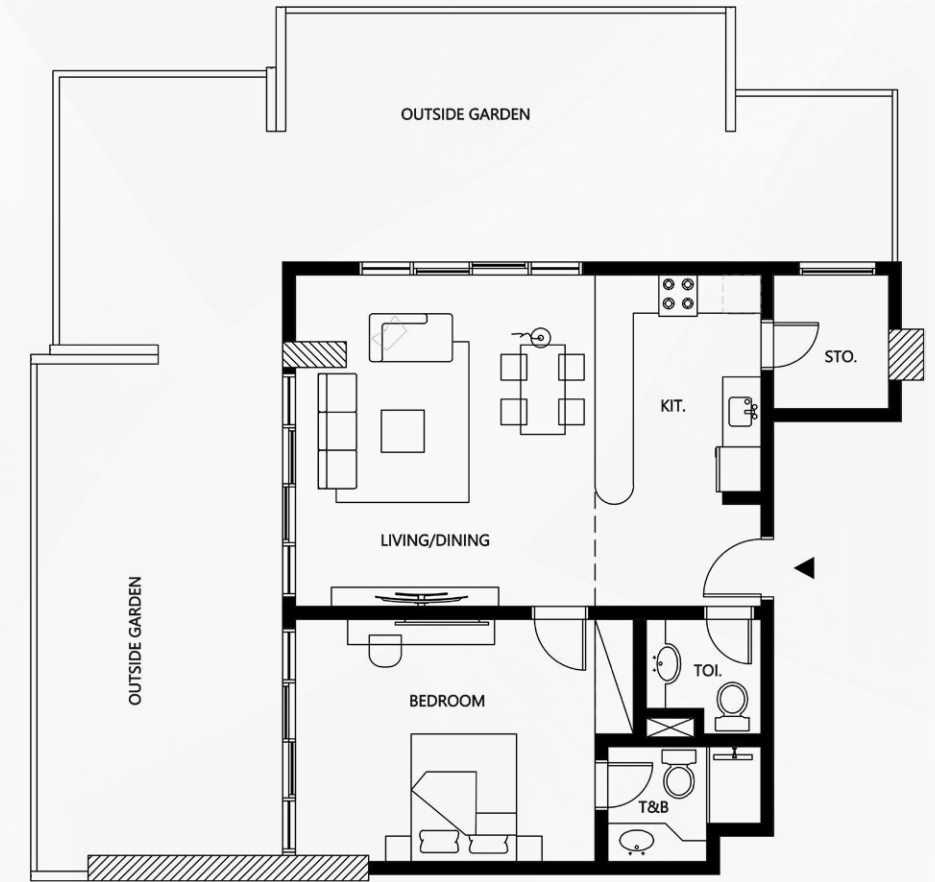 OUTSIDE GARDEN
STO.
KIT.
LIVING/DINING
OUTSIDE GARDEN
TOI.
BEDROOM
T&B